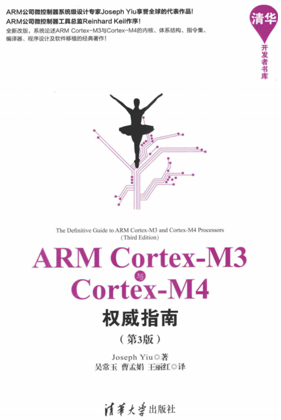 ARM公司微控制器系统级设计专家Joseph Yiu享誉全球的代表作品!
ARM公司微控制器工具总监Reinhard Keil作序!
全新改版,系统论述ARM Cortex-M3与Cortex-M4的内核、体系结构、指令集、
编译器、程序设计及软件移植的经典著作!
清华
开发者书库
The Definitive Guide to ARM Cortex-M3 and Cortex-M4 Processors
(Third Edition)
ARM Cortex-M3
与
Cortex-M4
权威指南
(第3版)
Joseph Yiu 著
吴常玉 曹孟娟 王丽红 译
清华大学出版社